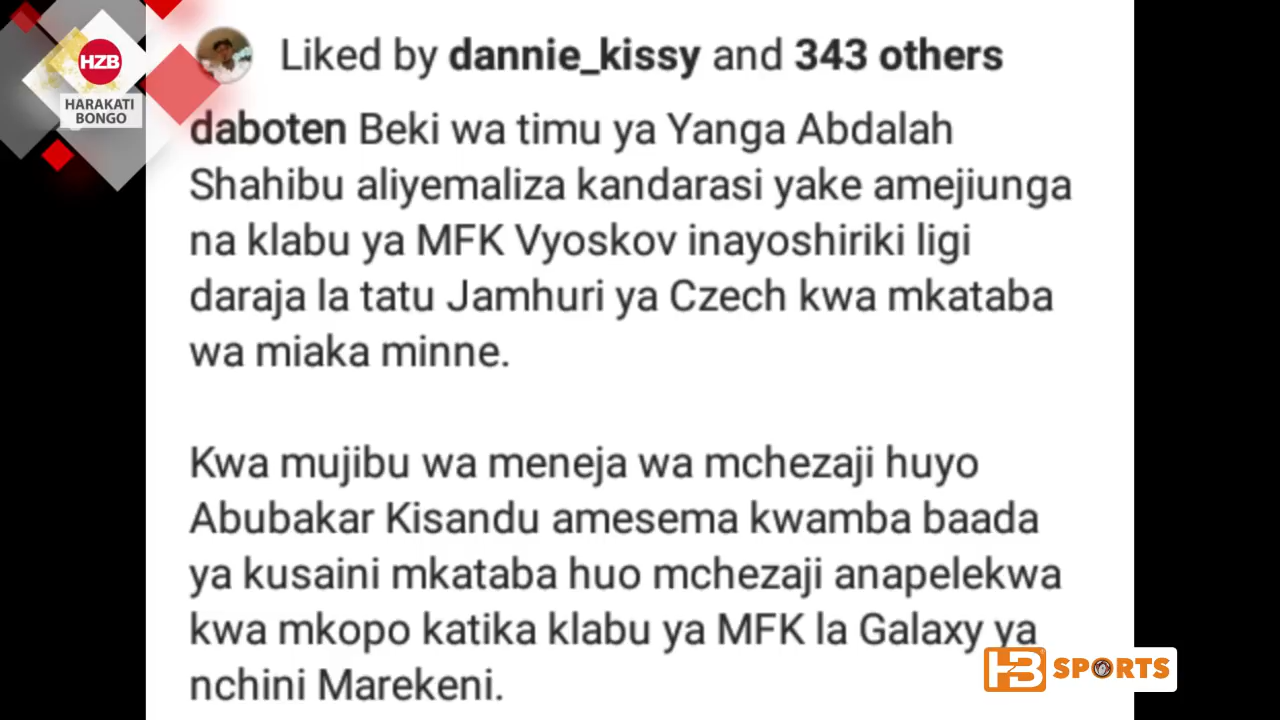 HZB
HARAKATI
BONGO
Liked by dannie_kissy and 343 others
daboten Beki wa timu ya Yanga Abdalah
Shahibu aliyemaliza kandarasi yake amejiunga
na klabu ya MFK Vyoskov inayoshiriki ligi
daraja la tatu Jamhuri ya Czech kwa mkataba
wa miaka minne.
Kwa mujibu wa meneja wa mchezaji huyo
Abubakar Kisandu amesema kwamba baada
ya kusaini mkataba huo mchezaji anapelekwa
kwa mkopo katika klabu ya MFK la Galaxy ya
nchini Marekeni.
HB SPORTS